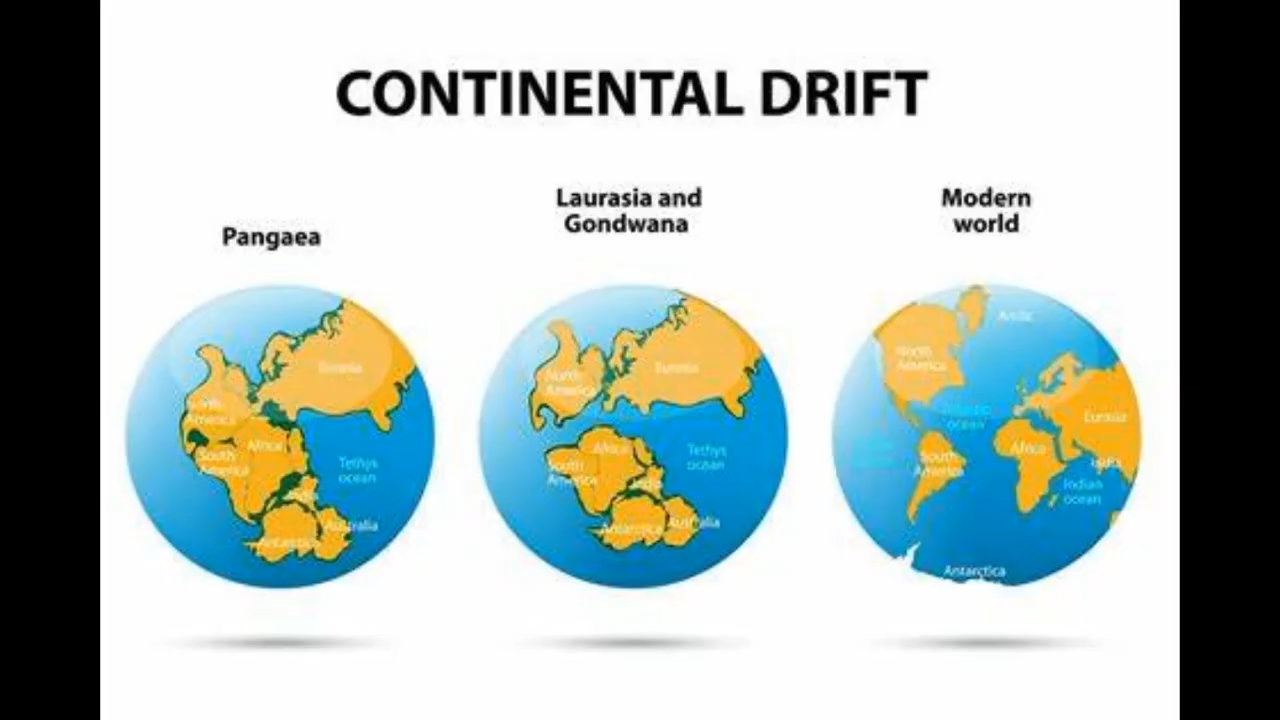 CONTINENTAL DRIFT
Pangaea
Laurasia and
Gondwana
Modern
world
Eurasia
North
America
Africa
South
America
Tethys
ocean
India
Australia
Antarctica
Eurasia
North
America
Africa
South
America
Tethys
ocean
India
Antarctica
Australia
Arctic
North
America
Atlantic
ocean
Eurasia
Africa
South
America
India
Indian
ocean
Antarctica